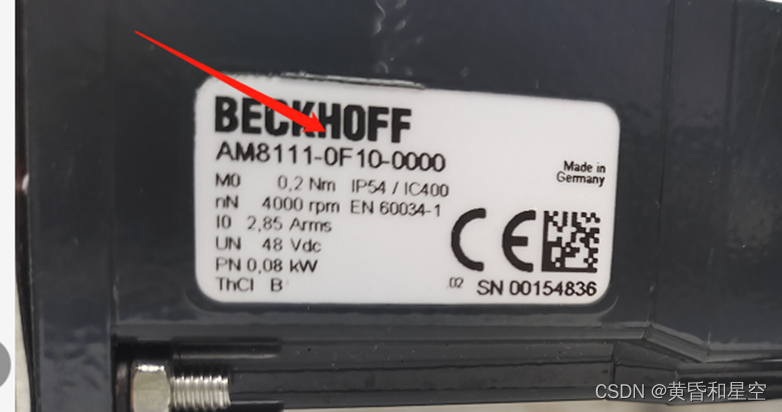 BECKHOFF
AM8111-0F10-0000
Made in
Germany
M0 0,2 Nm IP54 / IC400
nN 4000 rpm EN 60034-1
I0 2,85 Arms
UN 48 Vdc
PN 0,08 kW
ThCl B
CE
.02 SN 00154836
CSDN @黄昏和星空